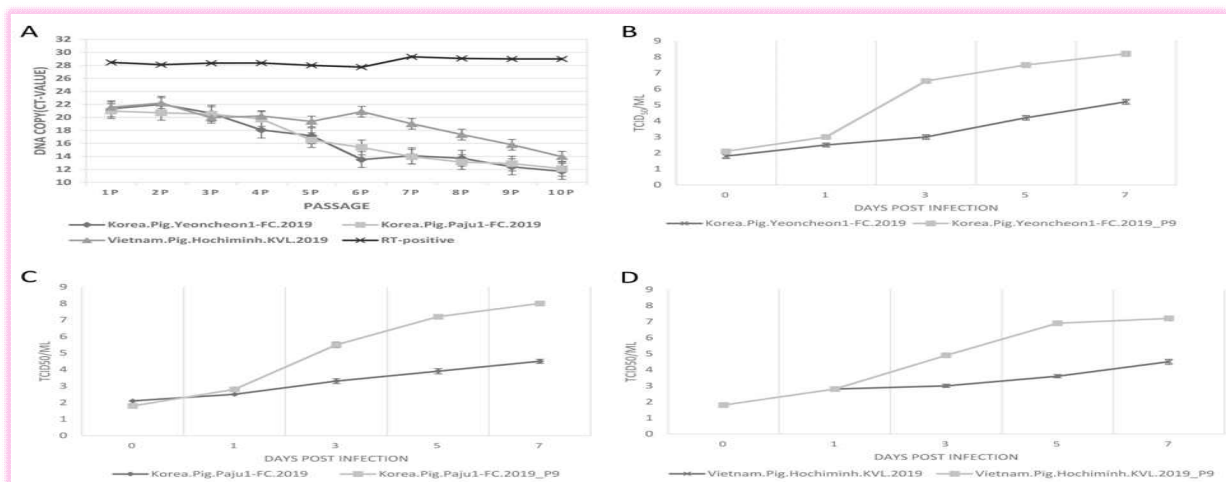 A
DNA COPY(CT-VALUE)
32
30
28
26
24
22
20
18
16
14
12
10
1P 2P 3P 4P 5P 6P 7P 8P 9P 10P
PASSAGE
Korea.Pig.Yeoncheon1-FC.2019 Korea.Pig.Paju1-FC.2019
Vietnam.Pig.Hochiminh.KVL.2019 RT-positive
B
TCID50/ML
9
8
7
6
5
4
3
2
1
0
0 1 3 5 7
DAYS POST INFECTION
Korea.Pig.Yeoncheon1-FC.2019 Korea.Pig.Yeoncheon1-FC.2019_P9
C
TCID50/ML
9
8
7
6
5
4
3
2
1
0
0 1 3 5 7
DAYS POST INFECTION
Korea.Pig.Paju1-FC.2019 Korea.Pig.Paju1-FC.2019_P9
D
TCID50/ML
9
8
7
6
5
4
3
2
1
0
0 1 3 5 7
DAYS POST INFECTION
Vietnam.Pig.Hochiminh.KVL.2019 Vietnam.Pig.Hochiminh.KVL.2019_P9